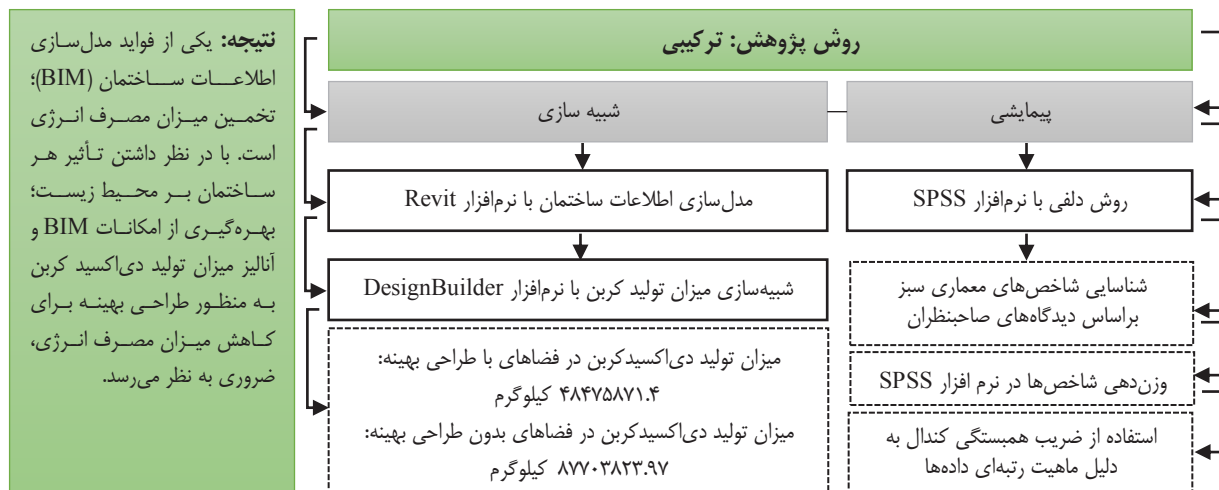 روش پژوهش: ترکیبی
پیمایشی
شبیه سازی
روش دلفی با نرم‌افزار SPSS
مدل‌سازی اطلاعات ساختمان با نرم‌افزار Revit
شناسایی شاخص‌های معماری سبز
براساس دیدگاه‌های صاحبنظران
شبیه‌سازی میزان تولید کربن با نرم‌افزار DesignBuilder
وزن‌دهی شاخص‌ها در نرم افزار SPSS
استفاده از ضریب همبستگی کندال به
دلیل ماهیت رتبه‌ای داده‌ها
میزان تولید دی‌اکسیدکربن در فضاهای با طراحی بهینه:
۴۸۴۷۵۸۷۱.۴ کیلوگرم
میزان تولید دی‌اکسیدکربن در فضاهای بدون طراحی بهینه:
۸۷۷۰۳۸۲۳.۹۷ کیلوگرم
نتیجه: یکی از فواید مدل‌سازی
اطلاعات ساختمان (BIM)؛
تخمین میزان مصرف انرژی
است. با در نظر داشتن تأثیر هر
ساختمان بر محیط زیست؛
بهره‌گیری از امکانات BIM و
آنالیز میزان تولید دی‌اکسید کربن
به منظور طراحی بهینه برای
کاهش میزان مصرف انرژی،
ضروری به نظر می‌رسد.